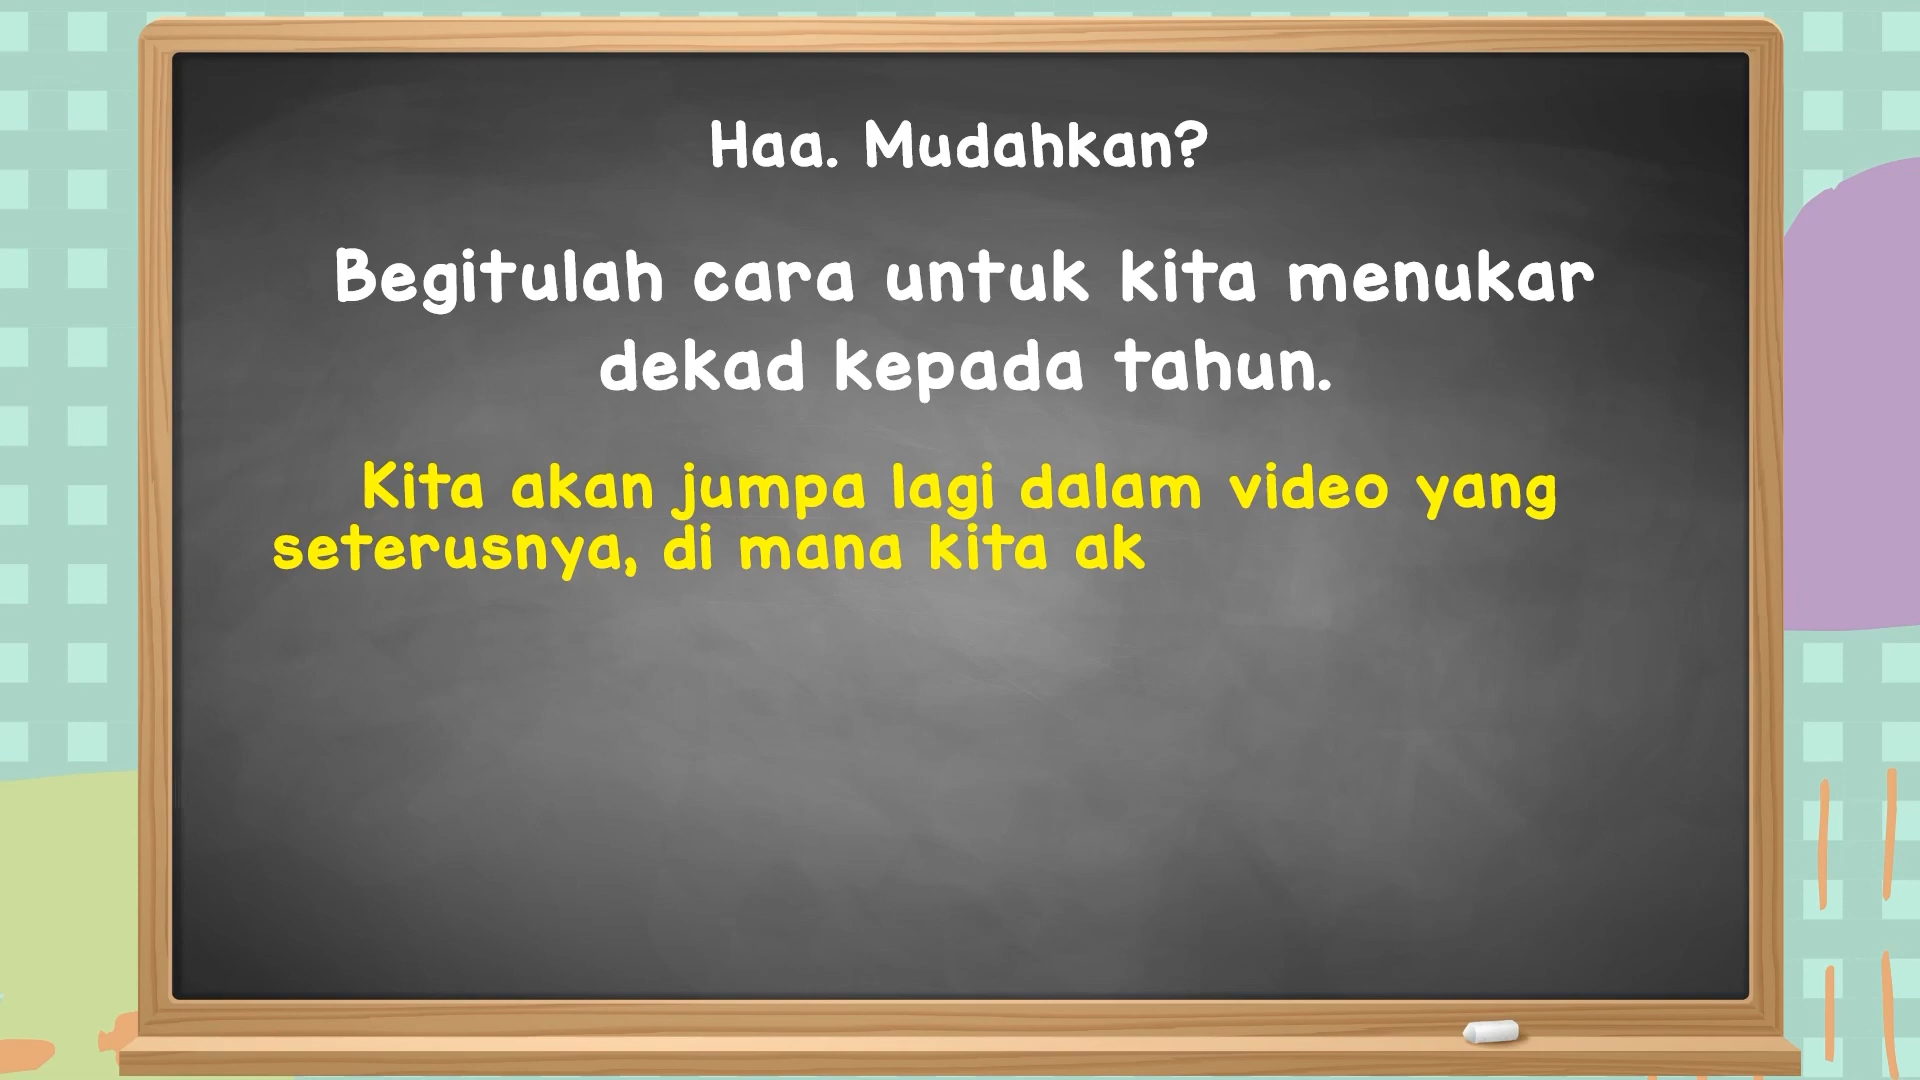 Haa. Mudahkan?
Begitulah cara untuk kita menukar
dekad kepada tahun.
Kita akan jumpa lagi dalam video yang
seterusnya, di mana kita ak